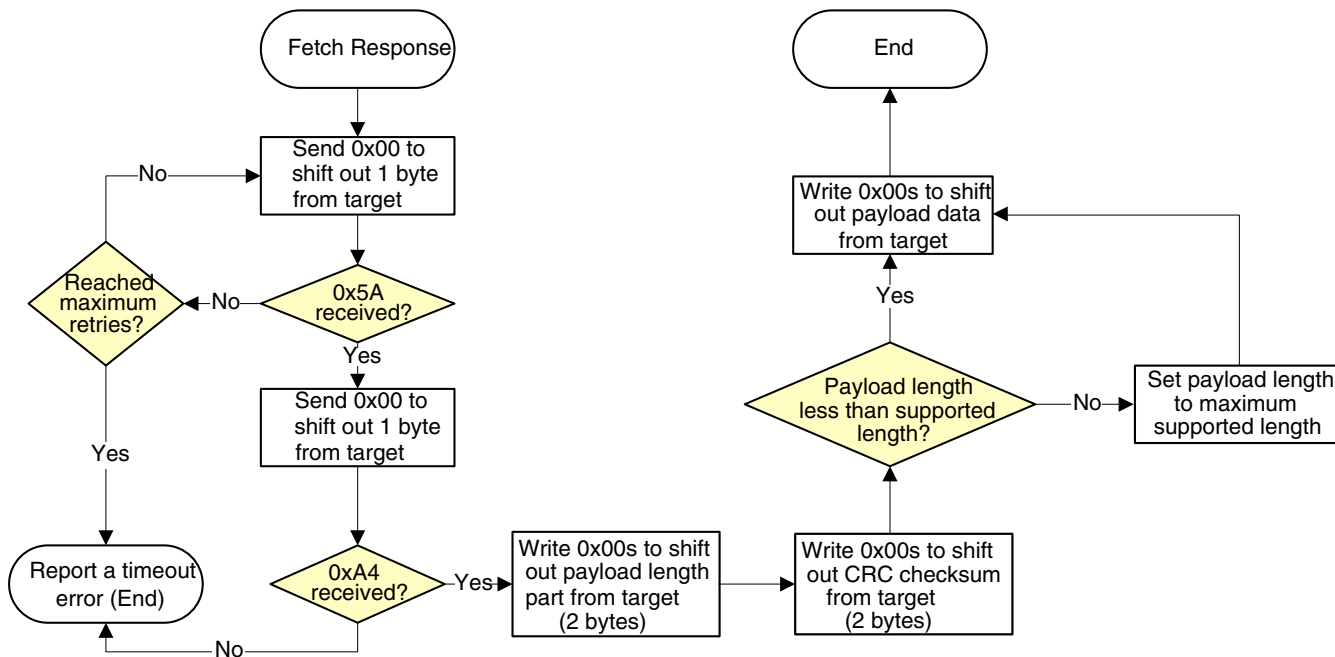 Fetch Response
Send 0x00 to
shift out 1 byte
from target
No
Reached
maximum
retries?
No
0x5A
received?
Yes
Send 0x00 to
shift out 1 byte
from target
Yes
Report a timeout
error (End)
0xA4
received?
No
Yes
Write 0x00s to shift
out payload length
part from target
(2 bytes)
Write 0x00s to shift
out CRC checksum
from target
(2 bytes)
Payload length
less than supported
length?
No
Set payload length
to maximum
supported length
Yes
Write 0x00s to shift
out payload data
from target
End